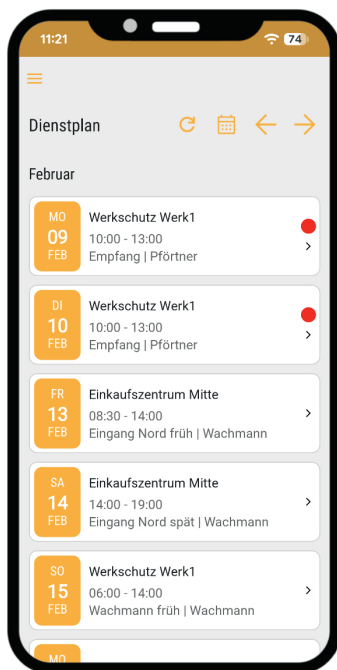 11:21
74
Dienstplan
Februar
MO
09
FEB
Werkschutz Werk1
10:00 - 13:00
Empfang | Pförtner
DI
10
FEB
Werkschutz Werk1
10:00 - 13:00
Empfang | Pförtner
FR
13
FEB
Einkaufszentrum Mitte
08:30 - 14:00
Eingang Nord früh | Wachmann
SA
14
FEB
Einkaufszentrum Mitte
14:00 - 19:00
Eingang Nord spät | Wachmann
SO
15
FEB
Werkschutz Werk1
06:00 - 14:00
Wachmann früh | Wachmann
MO